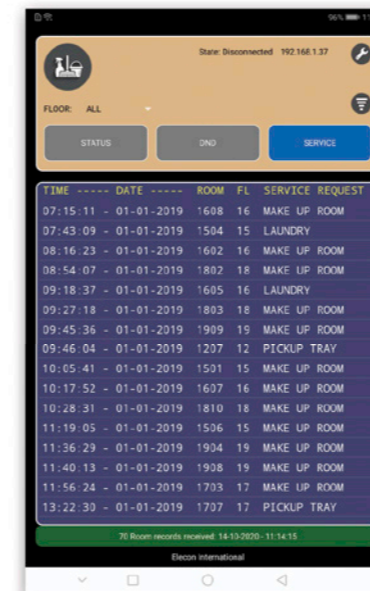 96% 11
State: Disconnected 192.168.1.37
FLOOR: ALL
STATUS DND SERVICE
TIME ----- DATE ----- ROOM FL SERVICE REQUEST
07:15:11 - 01-01-2019 1608 16 MAKE UP ROOM
07:43:09 - 01-01-2019 1504 15 LAUNDRY
08:16:23 - 01-01-2019 1602 16 MAKE UP ROOM
08:54:07 - 01-01-2019 1802 18 MAKE UP ROOM
09:18:37 - 01-01-2019 1605 16 LAUNDRY
09:27:18 - 01-01-2019 1803 18 MAKE UP ROOM
09:45:36 - 01-01-2019 1909 19 MAKE UP ROOM
09:46:04 - 01-01-2019 1207 12 PICKUP TRAY
10:05:41 - 01-01-2019 1501 15 MAKE UP ROOM
10:17:52 - 01-01-2019 1607 16 MAKE UP ROOM
10:28:31 - 01-01-2019 1810 18 MAKE UP ROOM
11:19:05 - 01-01-2019 1506 15 MAKE UP ROOM
11:36:29 - 01-01-2019 1904 19 MAKE UP ROOM
11:40:13 - 01-01-2019 1908 19 MAKE UP ROOM
11:56:24 - 01-01-2019 1703 17 MAKE UP ROOM
13:22:30 - 01-01-2019 1707 17 PICKUP TRAY
70 Room records received: 14-10-2020 - 11:14:15
Elecon International